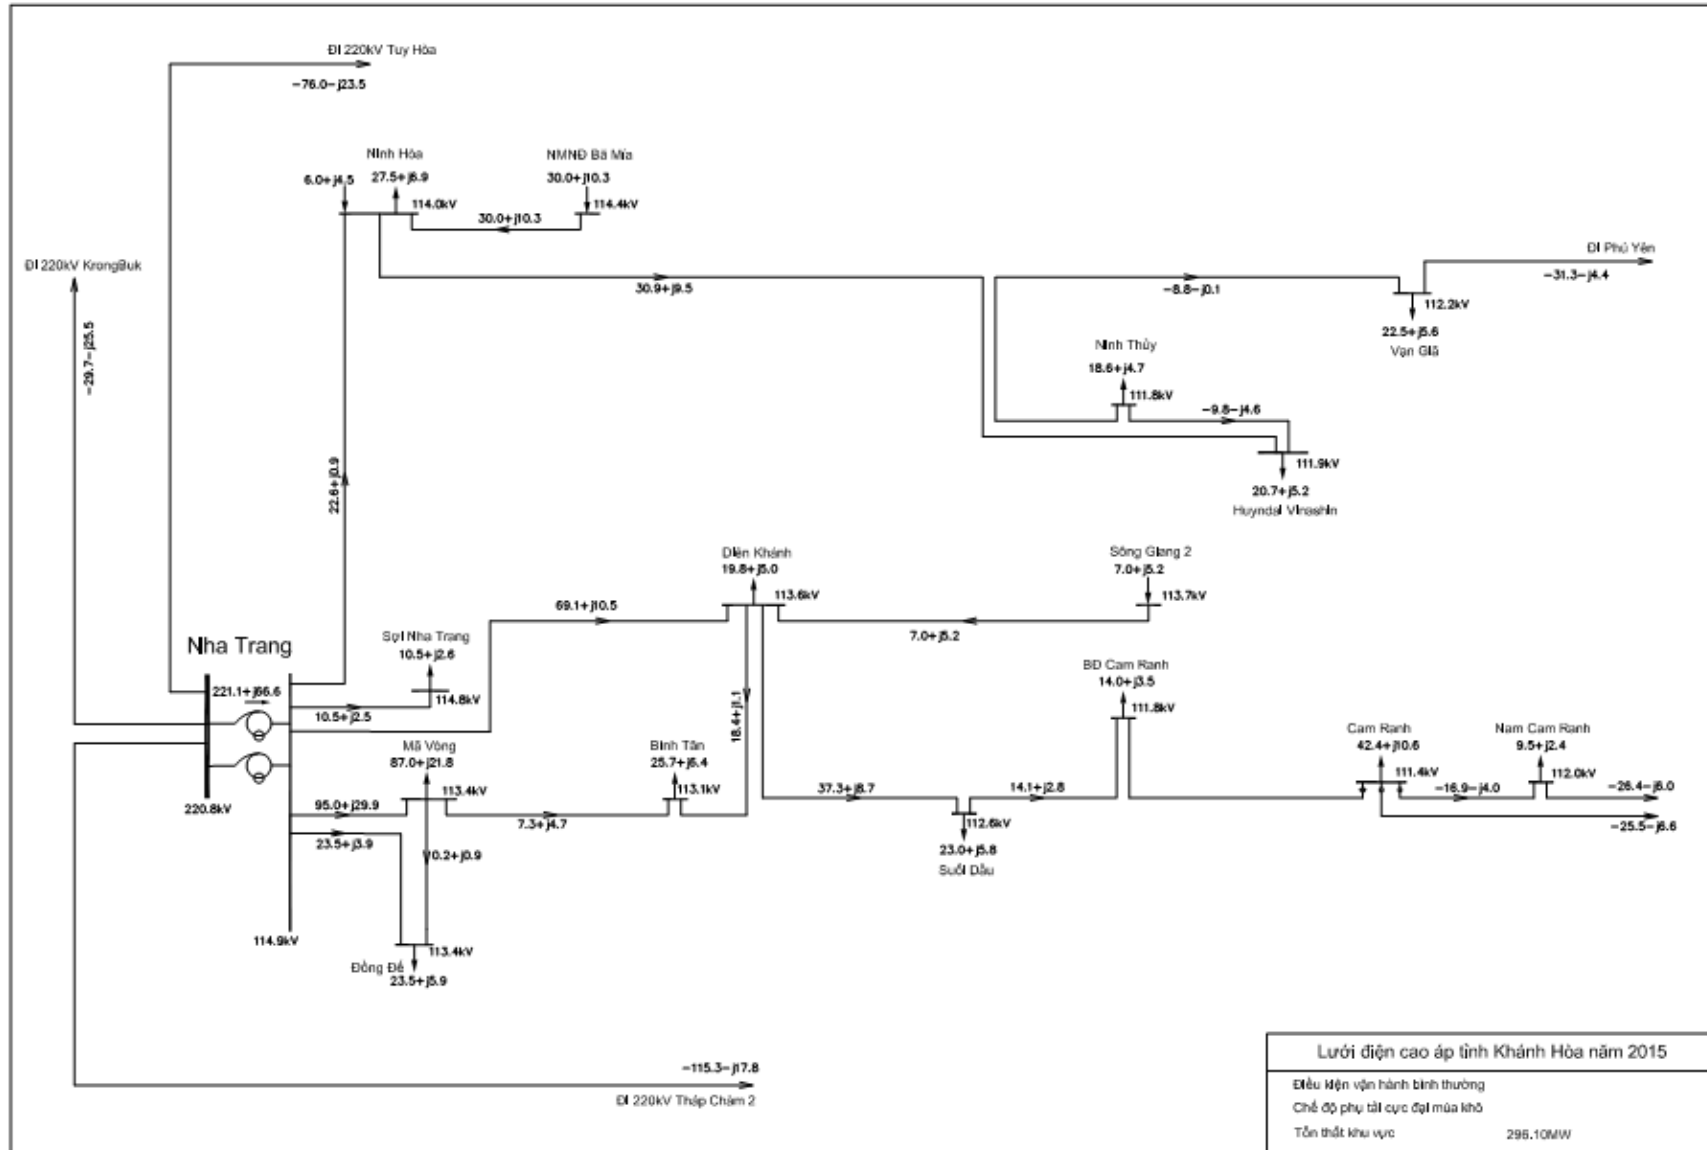 Đi 220kV Tuy Hòa
-76.0-j23.5
Ninh Hòa
27.5+j6.9
6.0+j4.5
114.0kV
NMNĐ Bã Mía
30.0+j10.3
114.4kV
30.0+j10.3
Đi 220kV KrongBuk
-29.7-j25.5
30.9+j9.5
-8.8-j0.1
Đi Phú Yên
-31.3-j4.4
112.2kV
22.5+j5.6
Vạn Giã
Ninh Thủy
18.6+j4.7
111.8kV
-9.8-j4.6
111.9kV
20.7+j5.2
Huyndai Vinashin
22.6+j0.9
Diên Khánh
19.8+j5.0
113.6kV
Sông Giang 2
7.0+j5.2
113.7kV
7.0+j5.2
69.1+j10.5
Nha Trang
221.1+j66.6
Sợi Nha Trang
10.5+j2.6
114.8kV
10.5+j2.5
18.4+j1.1
BĐ Cam Ranh
14.0+j3.5
111.8kV
Mã Vòng
87.0+j21.8
113.4kV
Bình Tân
25.7+j6.4
113.1kV
Cam Ranh
42.4+j10.6
111.4kV
Nam Cam Ranh
9.5+j2.4
112.0kV
-16.9-j4.0
-26.4-j6.0
-25.5-j6.6
220.8kV
95.0+j29.9
7.3+j4.7
37.3+j8.7
14.1+j2.8
112.6kV
23.0+j5.8
Suối Dầu
23.5+j3.9
0.2+j0.9
114.9kV
113.4kV
Đồng Đế
23.5+j5.9
-115.3-j17.8
Đi 220kV Tháp Chàm 2
Lưới điện cao áp tỉnh Khánh Hòa năm 2015
Điều kiện vận hành bình thường
Chế độ phụ tải cực đại mùa khô
Tổn thất khu vực 296.10MW